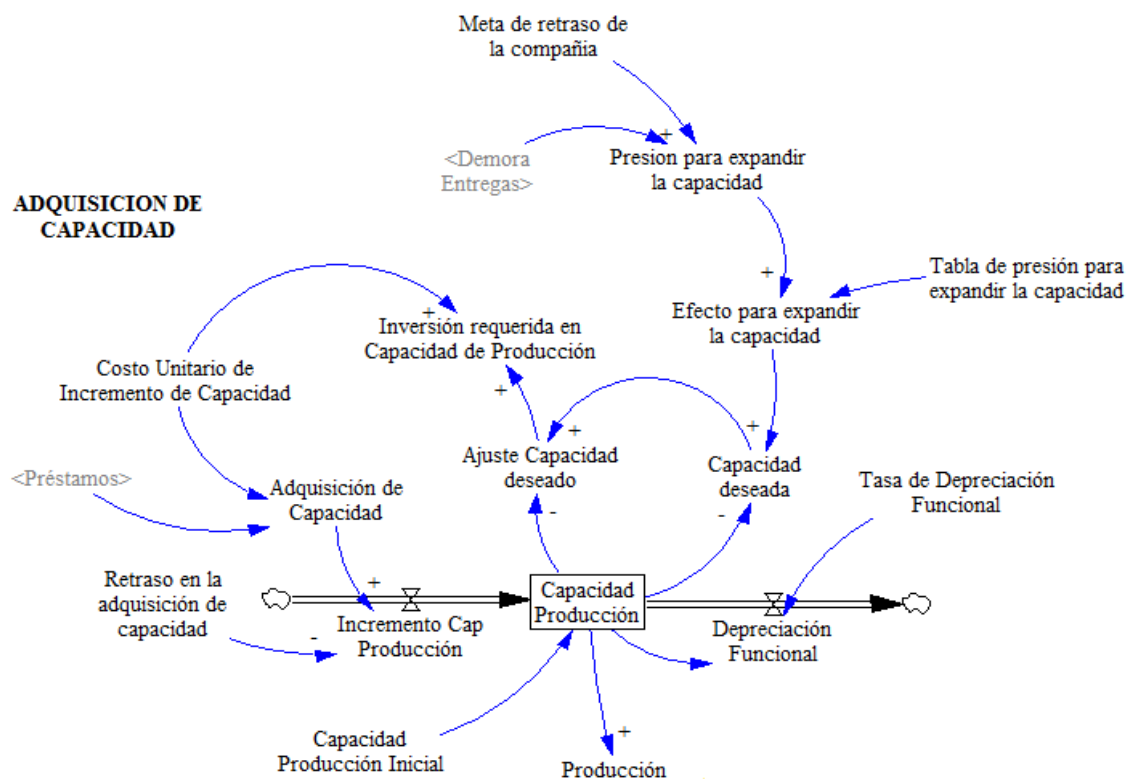 Meta de retraso de
la compañia
<Demora
Entregas>
+
Presion para expandir
la capacidad
ADQUISICION DE
CAPACIDAD
+
Tabla de presión para
expandir la capacidad
Efecto para expandir
la capacidad
+
Inversión requerida en
Capacidad de Producción
Costo Unitario de
Incremento de Capacidad
+
+
+
Ajuste Capacidad
deseado
Capacidad
deseada
<Préstamos>
Adquisición de
Capacidad
Tasa de Depreciación
Funcional
-
-
Retraso en la
adquisición de
capacidad
+
-
Incremento Cap
Producción
Capacidad
Producción
Depreciación
Funcional
Capacidad
Producción Inicial
+
Producción